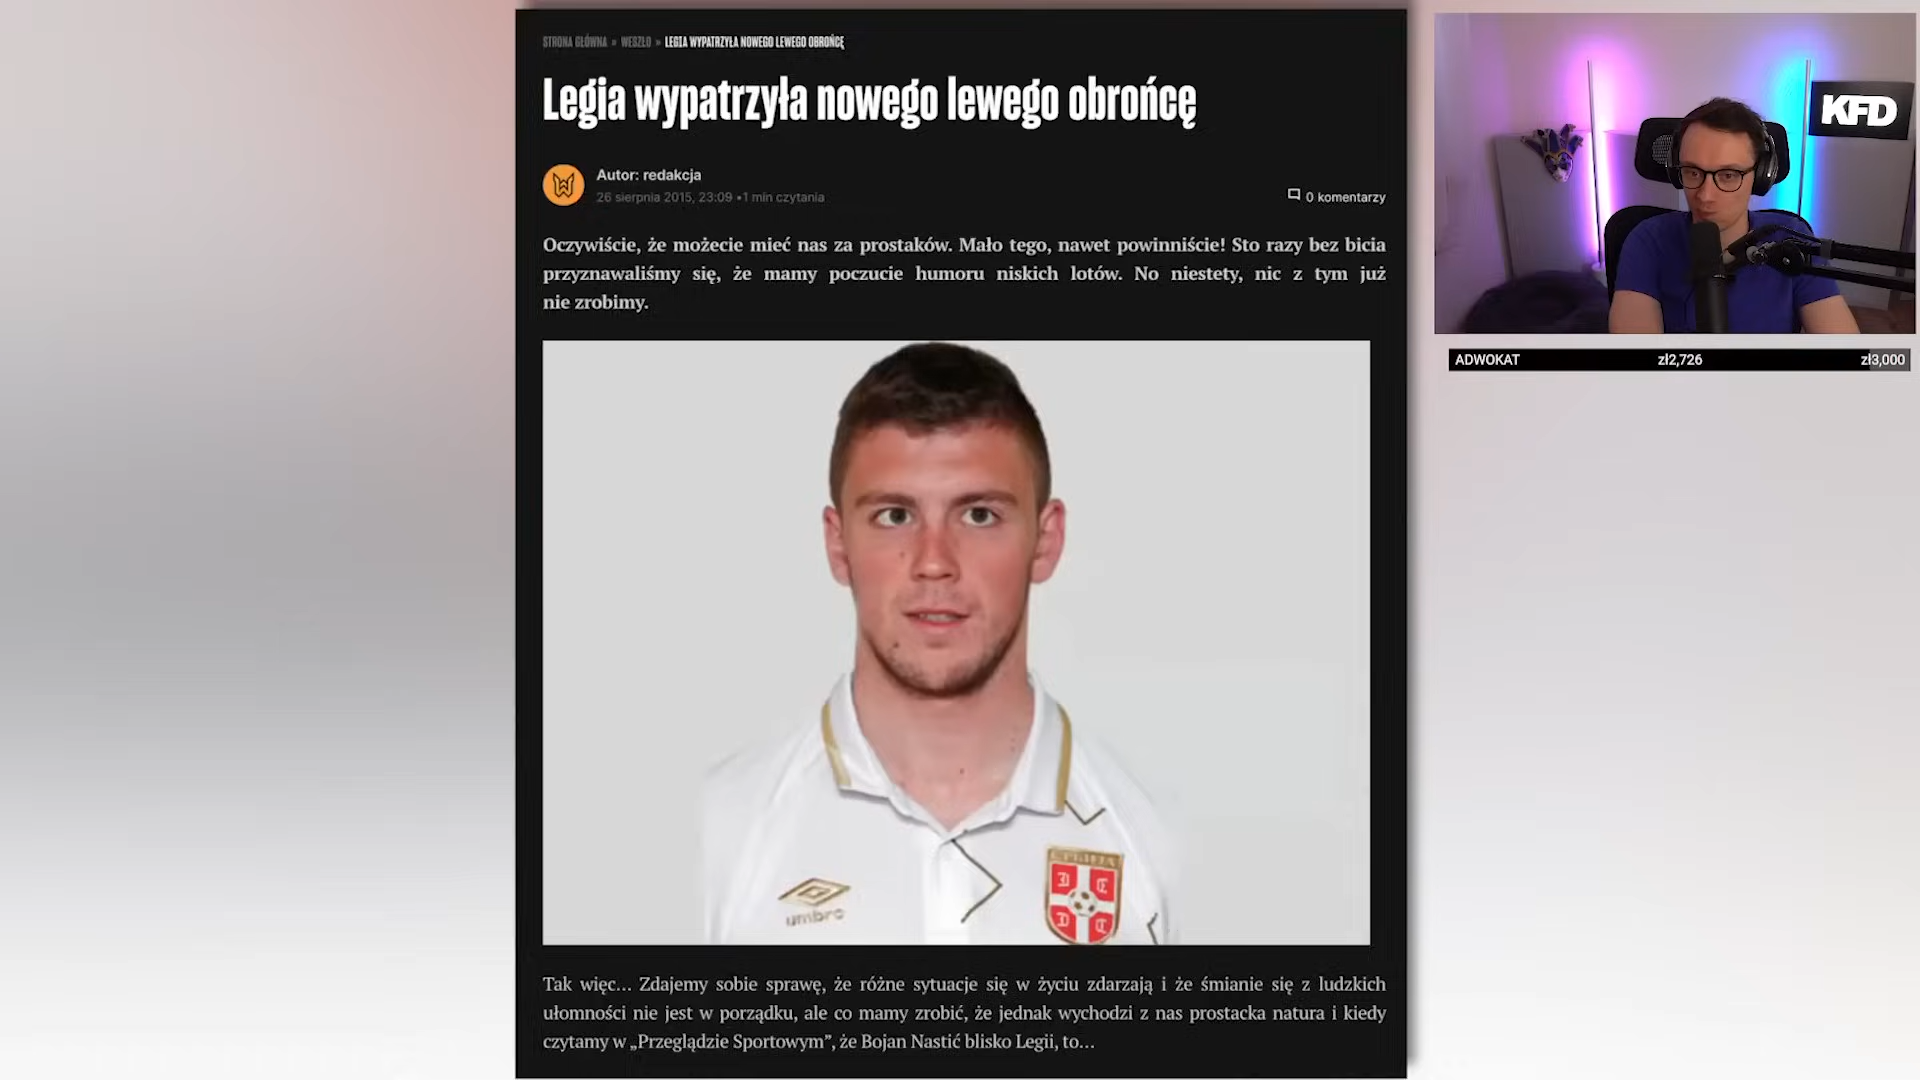 STRONA GŁÓWNA » WESZŁO » LEGIA WYPATRZYŁA NOWEGO LEWEGO OBROŃCĘ
Legia wypatrzyła nowego lewego obrońcę
Autor: redakcja
26 sierpnia 2015, 23:09 •1 min czytania
0 komentarzy
Oczywiście, że możecie mieć nas za prostaków. Mało tego, nawet powinniście! Sto razy bez bicia
przyznawaliśmy się, że mamy poczucie humoru niskich lotów. No niestety, nic z tym już
nie zrobimy.
umbro
Tak więc… Zdajemy sobie sprawę, że różne sytuacje się w życiu zdarzają i że śmianie się z ludzkich
ułomności nie jest w porządku, ale co mamy zrobić, że jednak wychodzi z nas prostacka natura i kiedy
czytamy w „Przeglądzie Sportowym”, że Bojan Nastić blisko Legii, to…
KFD
ADWOKAT zł2,726 zł3,000